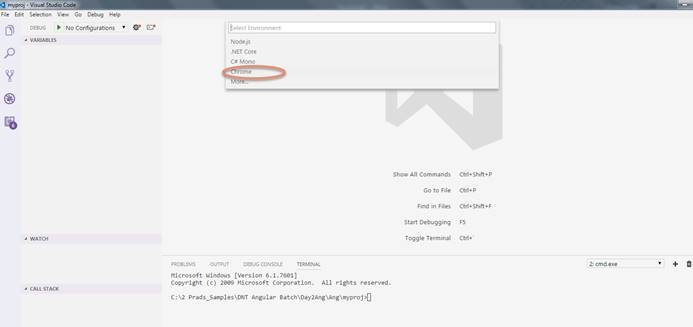 myproj - Visual Studio Code
File Edit Selection View Go Debug Help
DEBUG No Configurations
VARIABLES
Select Environment
Node.js
.NET Core
C# Mono
Chrome
More...
Show All Commands Ctrl+Shift+P
Go to File Ctrl+P
Find in Files Ctrl+Shift+F
Start Debugging F5
Toggle Terminal Ctrl+`
WATCH
CALL STACK
PROBLEMS OUTPUT DEBUG CONSOLE TERMINAL 2: cmd.exe
Microsoft Windows [Version 6.1.7601]
Copyright (c) 2009 Microsoft Corporation. All rights reserved.
C:\2 Prads_Samples\DNT Angular Batch\Day2Ang\Ang\myproj>